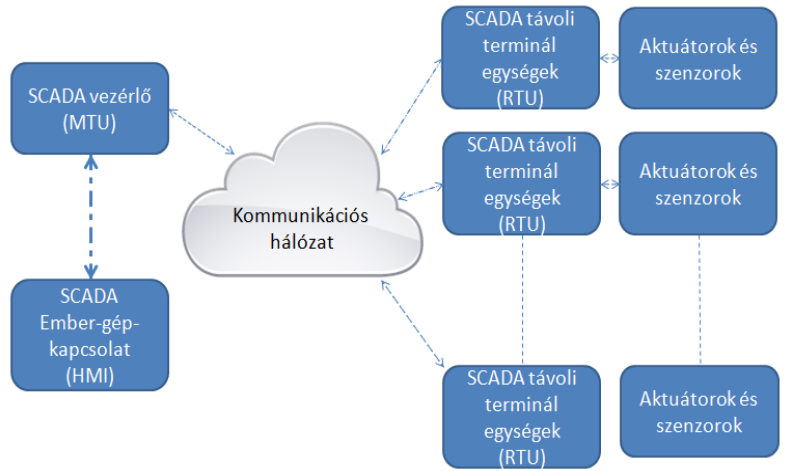 SCADA vezérlő
(MTU)
SCADA
Ember-gép-
kapcsolat
(HMI)
Kommunikációs
hálózat
SCADA távoli
terminál
egységek
(RTU)
Aktuátorok és
szenzorok
SCADA távoli
terminál
egységek
(RTU)
Aktuátorok és
szenzorok
SCADA távoli
terminál
egységek
(RTU)
Aktuátorok és
szenzorok